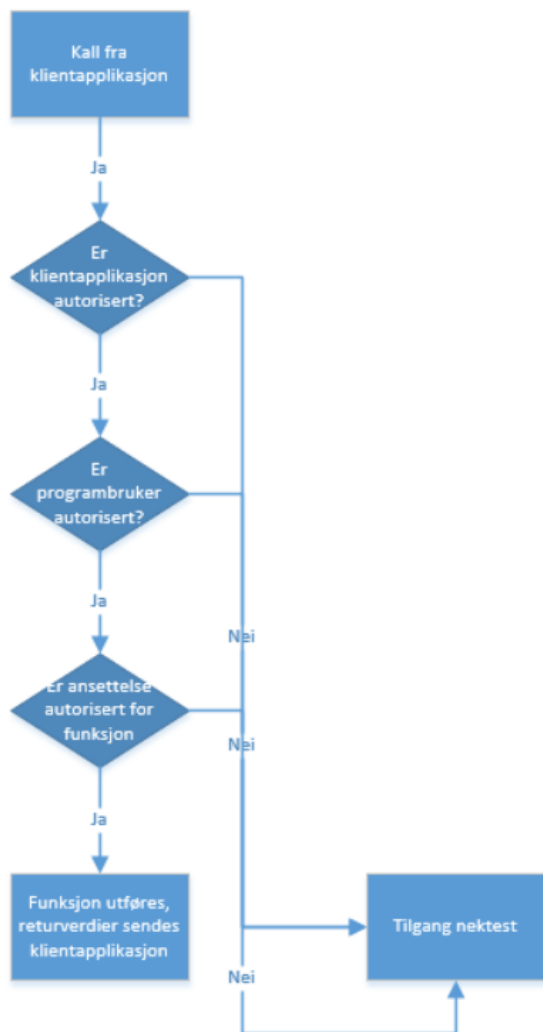 Kall fra
klientapplikasjon
Ja
Er
klientapplikasjon
autorisert?
Ja
Er
programbruker
autorisert?
Ja
Nei
Er ansettelse
autorisert for
funksjon
Nei
Ja
Funksjon utføres,
returverdier sendes
klientapplikasjon
Tilgang nektest
Nei